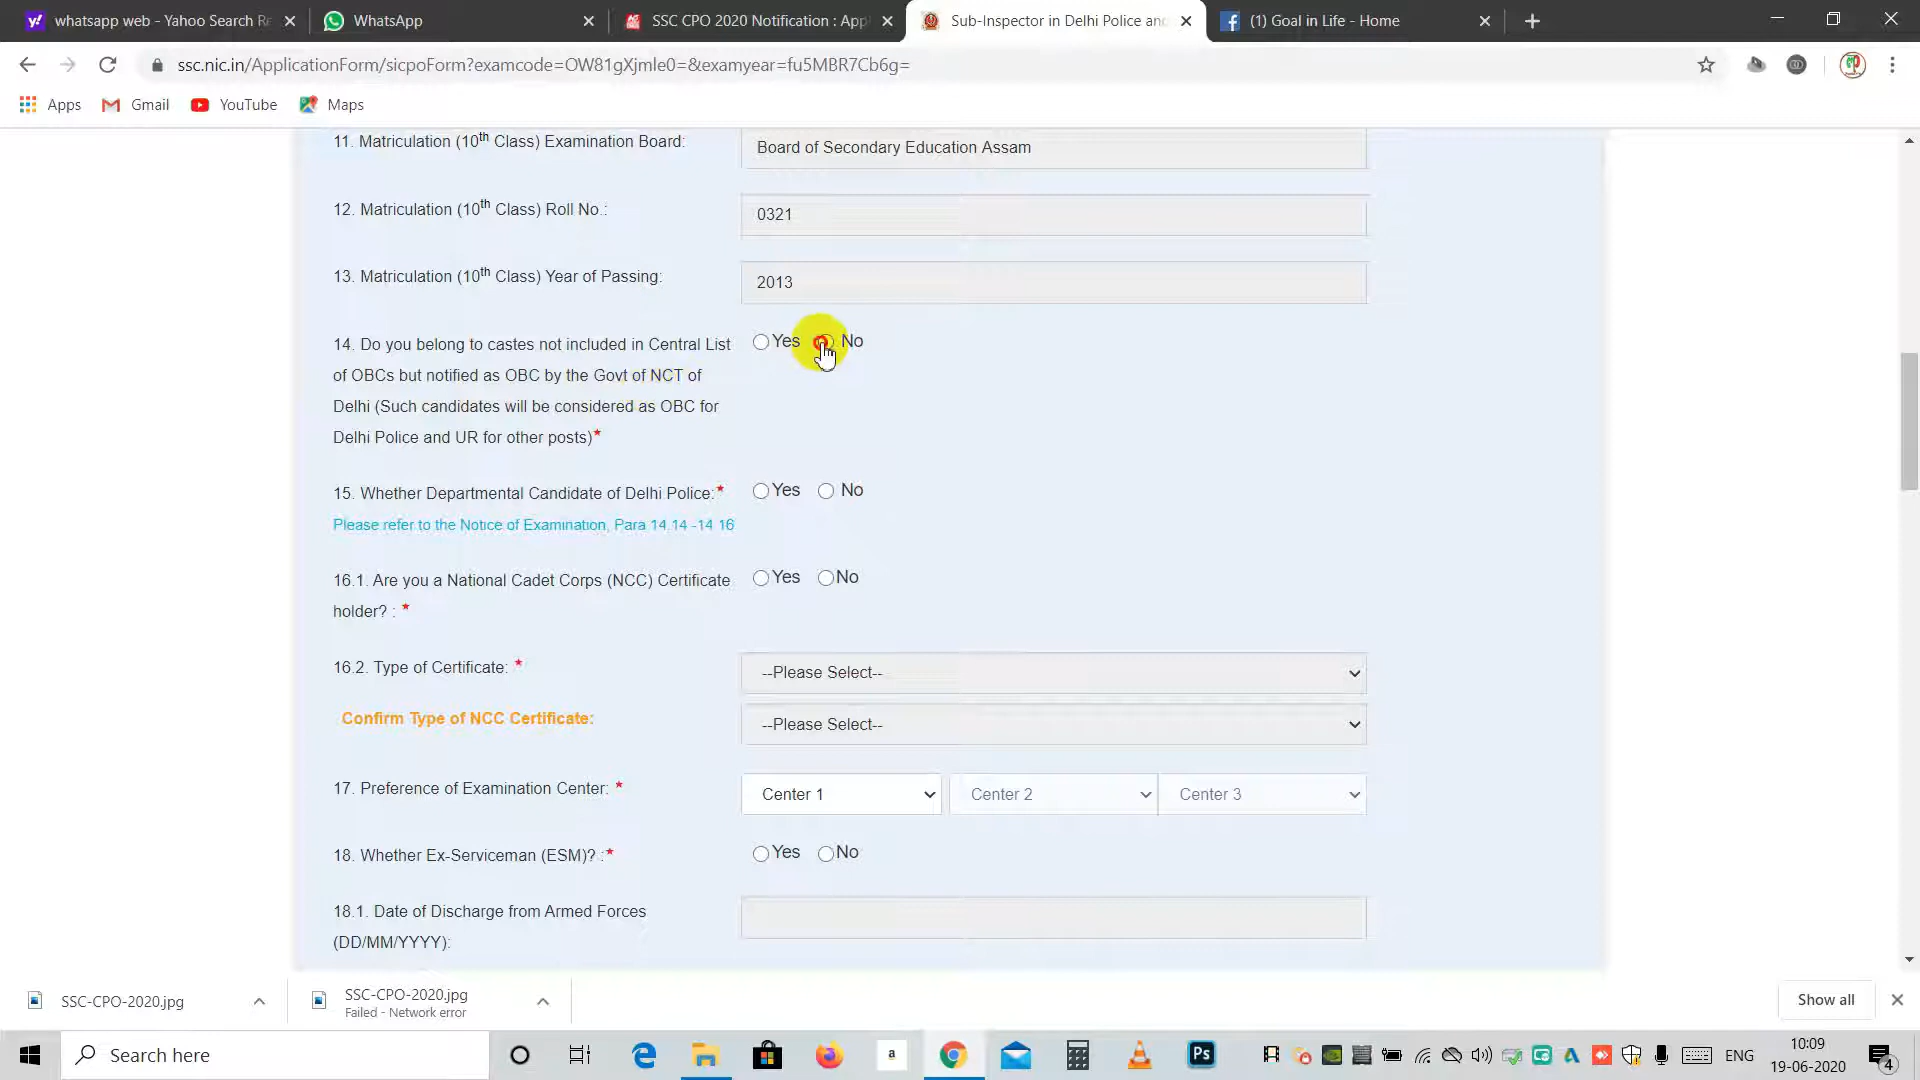 whatsapp web - Yahoo Search Re
WhatsApp
SSC CPO 2020 Notification : App
Sub-Inspector in Delhi Police and
(1) Goal in Life - Home
ssc.nic.in/ApplicationForm/sicpoForm?examcode=OW81gXjmle0=&examyear=fu5MBR7Cb6g=
Apps
Gmail
YouTube
Maps
11. Matriculation (10th Class) Examination Board:
Board of Secondary Education Assam
12. Matriculation (10th Class) Roll No.:
0321
13. Matriculation (10th Class) Year of Passing:
2013
14. Do you belong to castes not included in Central List
of OBCs but notified as OBC by the Govt of NCT of
Delhi (Such candidates will be considered as OBC for
Delhi Police and UR for other posts)*
Yes No
15. Whether Departmental Candidate of Delhi Police:*
Yes No
Please refer to the Notice of Examination, Para 14.14 -14 16
16.1. Are you a National Cadet Corps (NCC) Certificate
holder? : *
Yes No
16.2. Type of Certificate: *
--Please Select--
Confirm Type of NCC Certificate:
--Please Select--
17. Preference of Examination Center: *
Center 1
Center 2
Center 3
18. Whether Ex-Serviceman (ESM)? :*
Yes No
18.1. Date of Discharge from Armed Forces
(DD/MM/YYYY):
SSC-CPO-2020.jpg
SSC-CPO-2020.jpg
Failed - Network error
Show all
Search here
a
Ps
ENG
10:09
19-06-2020
4